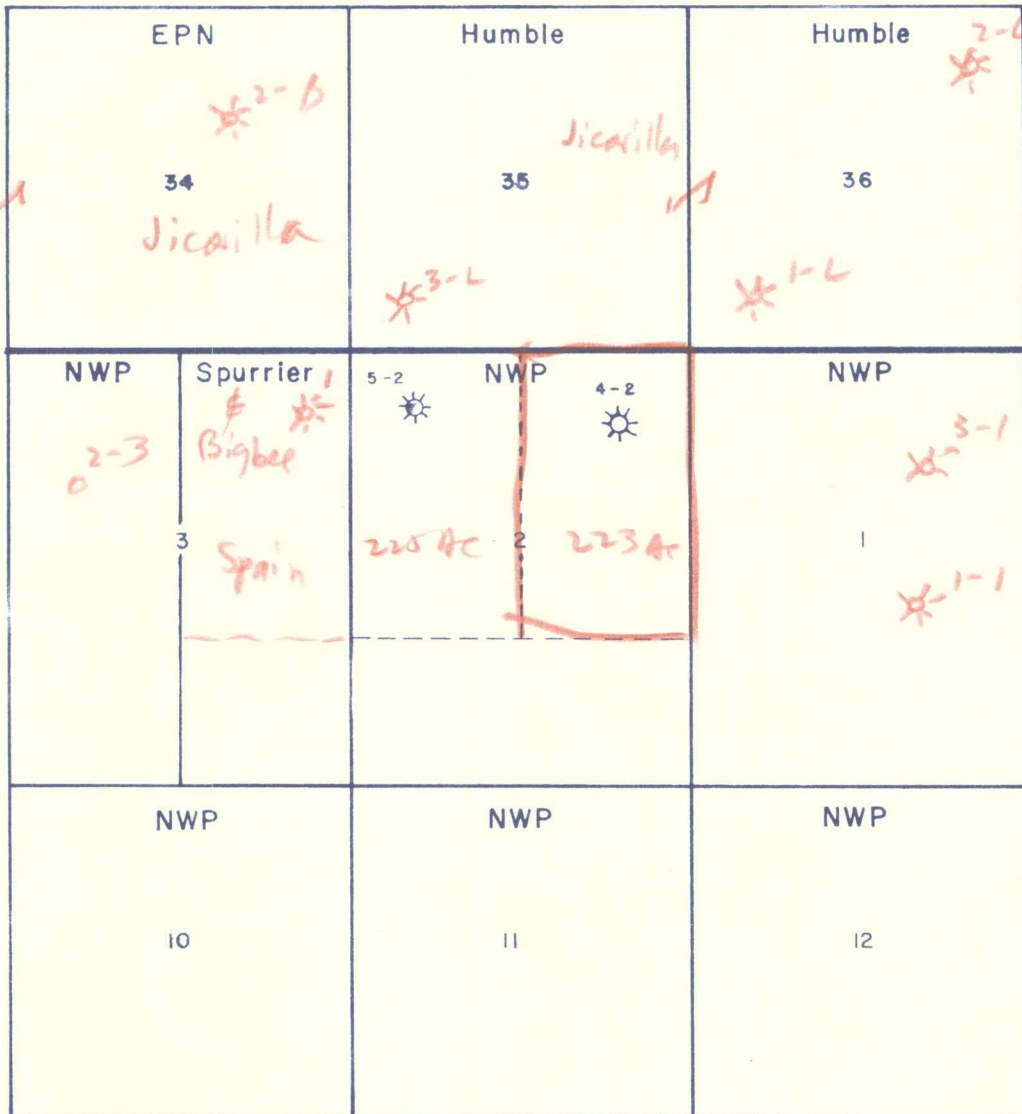 EPN
2-B
34
Jicarilla
Humble
Jicarilla
35
3-L
Humble
2-L
36
1-L
NWP
2-3
3
Spurrier
&
Bigbee
1
Spain
NWP
5-2
4-2
225 Ac
2
223 Ac
NWP
3-1
1
1-1
NWP
10
NWP
11
NWP
12